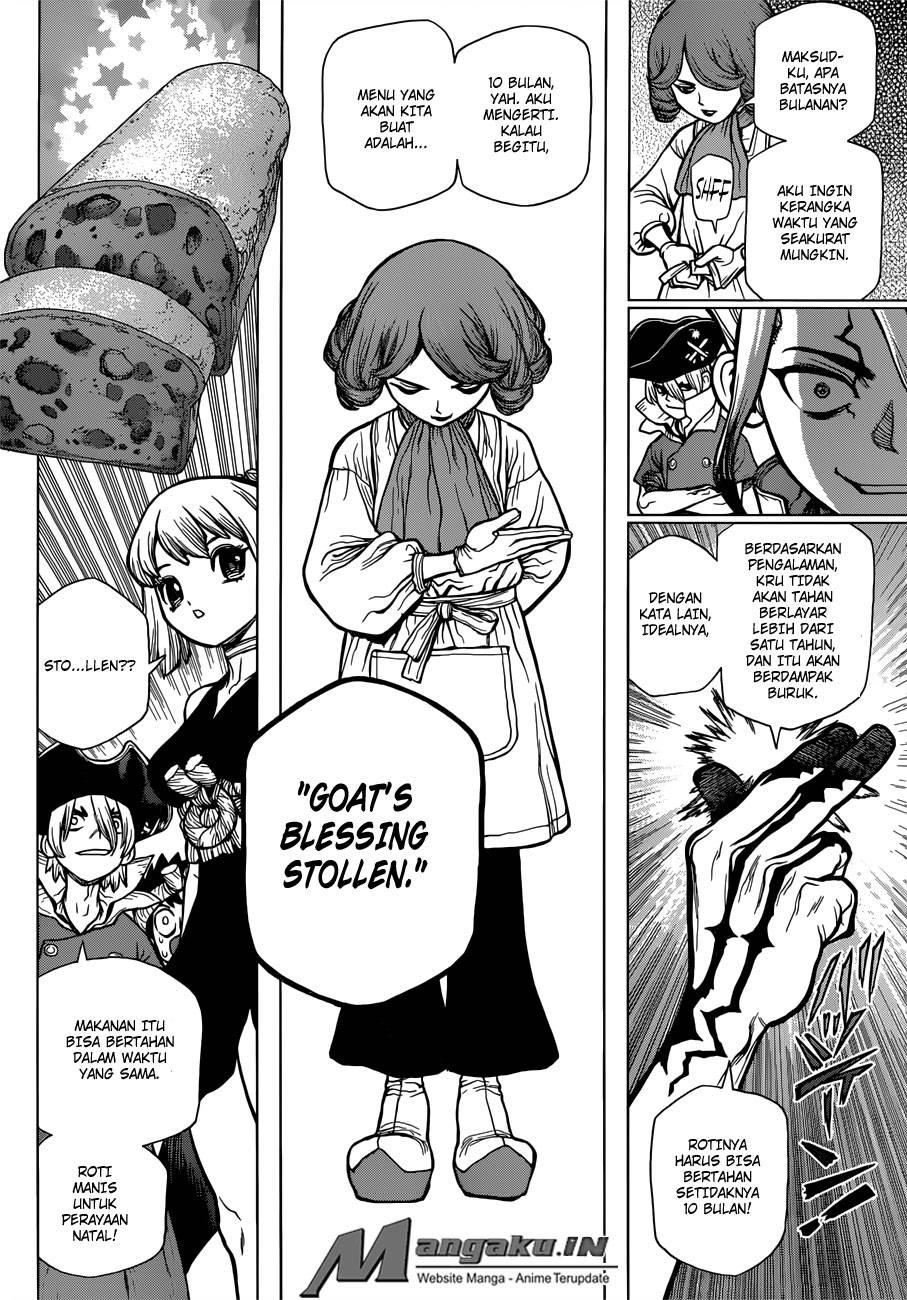 MAKSUD-
KU, APA
BATASNYA
BULANAN?
AKU INGIN
KERANGKA
WAKTU YANG
SEAKURAT
MUNGKIN.
SHFF
BERDASARKAN
PENGALAMAN,
KRU TIDAK
AKAN TAHAN
BERLAYAR
LEBIH DARI
SATU TAHUN,
DAN ITU AKAN
BERDAMPAK
BURUK.
DENGAN
KATA LAIN,
IDEALNYA,
ROTINYA
HARUS BISA
BERTAHAN
SETIDAKNYA
10 BULAN!
10 BULAN,
YAH. AKU
MENGERTI.
KALAU
BEGITU,
MENU YANG
AKAN KITA
BUAT
ADALAH...
"GOAT'S
BLESSING
STOLLEN."
STO...LLEN??
MAKANAN ITU
BISA BERTAHAN
DALAM WAKTU
YANG SAMA.
ROTI
MANIS
UNTUK
PERAYAAN
NATAL!
Mangaku.iN
Website Manga - Anime Terupdate